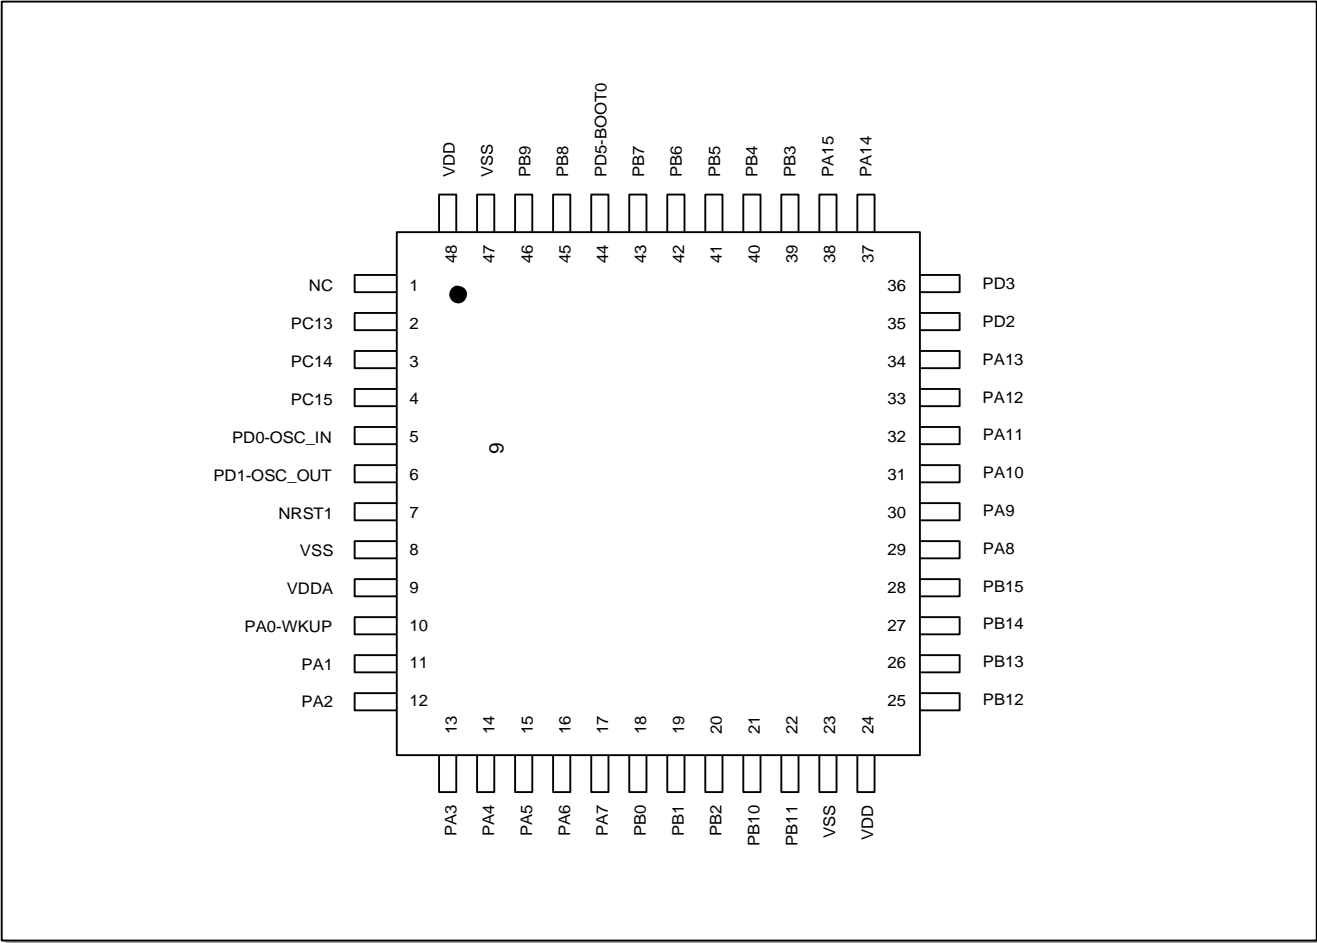 VDD
VSS
PB9
PB8
PD5-BOOT0
PB7
PB6
PB5
PB4
PB3
PA15
PA14
48
47
46
45
44
43
42
41
40
39
38
37
NC 1
PC13 2
PC14 3
PC15 4
PD0-OSC_IN 5
PD1-OSC_OUT 6
NRST1 7
VSS 8
VDDA 9
PA0-WKUP 10
PA1 11
PA2 12
9
36 PD3
35 PD2
34 PA13
33 PA12
32 PA11
31 PA10
30 PA9
29 PA8
28 PB15
27 PB14
26 PB13
25 PB12
13
14
15
16
17
18
19
20
21
22
23
24
PA3
PA4
PA5
PA6
PA7
PB0
PB1
PB2
PB10
PB11
VSS
VDD